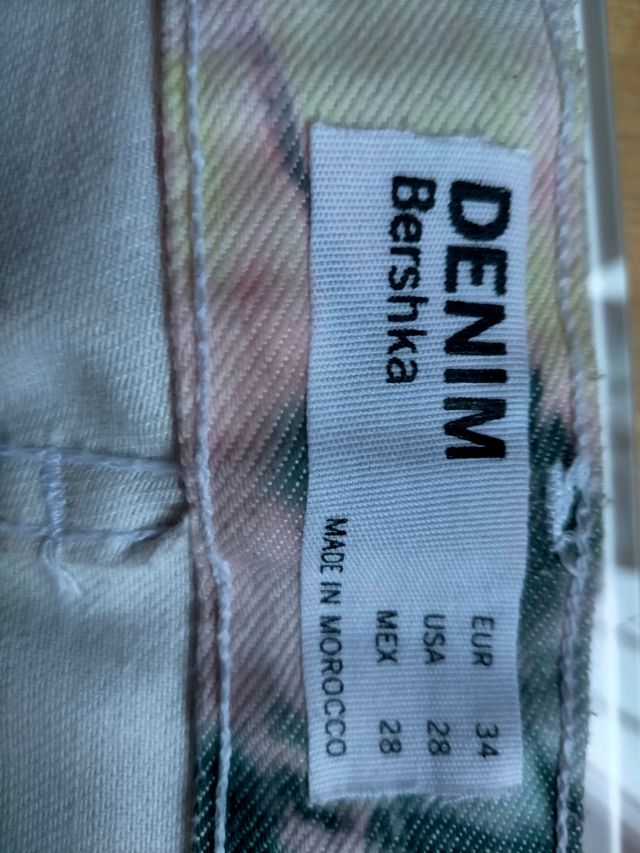 DENIM
Bershka
EUR 34
USA 28
MEX 28
MADE IN MOROCCO